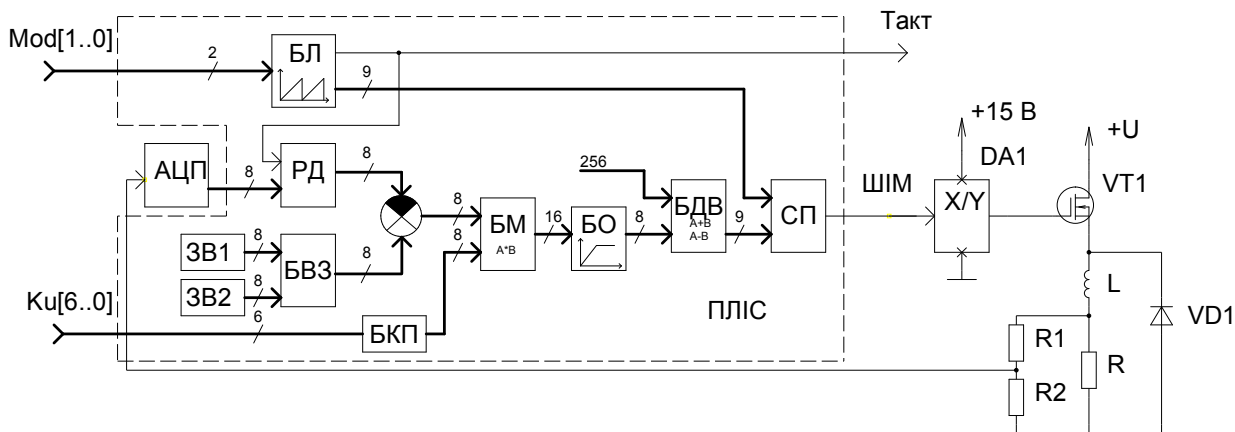 Такт
Mod[1..0]
2
БЛ
9
+15 В
+U
DA1
VT1
АЦП
8
РД
8
256
ШІМ
X/Y
БДВ
A+B
A-B
СП
8
БМ
A*B
16
БО
8
9
8
ЗВ1
8
БВЗ
8
ЗВ2
8
L
Ku[6..0]
6
БКП
ПЛІС
VD1
R1
R
R2